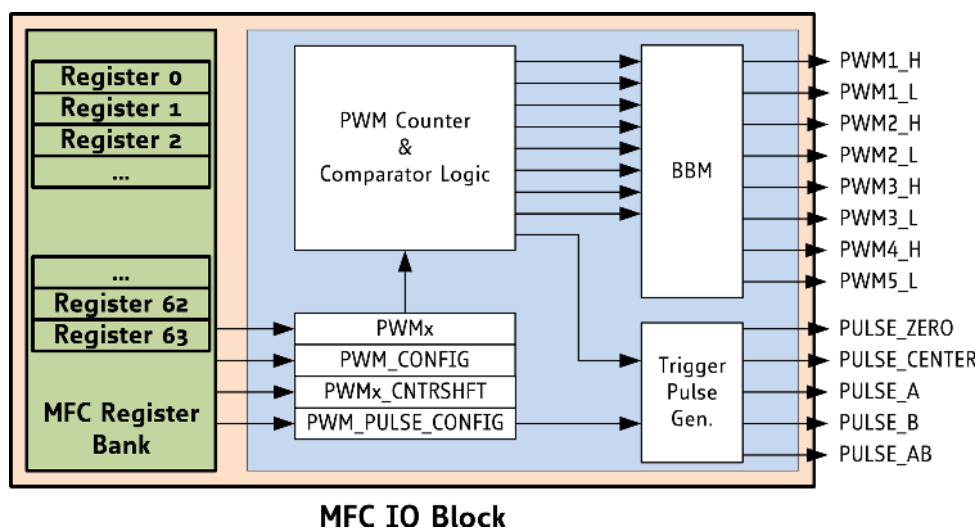 Register 0
Register 1
Register 2
...
...
Register 62
Register 63
MFC Register
Bank
PWM Counter
&
Comparator Logic
PWMx
PWM_CONFIG
PWMx_CNTRSHFT
PWM_PULSE_CONFIG
BBM
Trigger
Pulse
Gen.
PWM1_H
PWM1_L
PWM2_H
PWM2_L
PWM3_H
PWM3_L
PWM4_H
PWM5_L
PULSE_ZERO
PULSE_CENTER
PULSE_A
PULSE_B
PULSE_AB
MFC IO Block